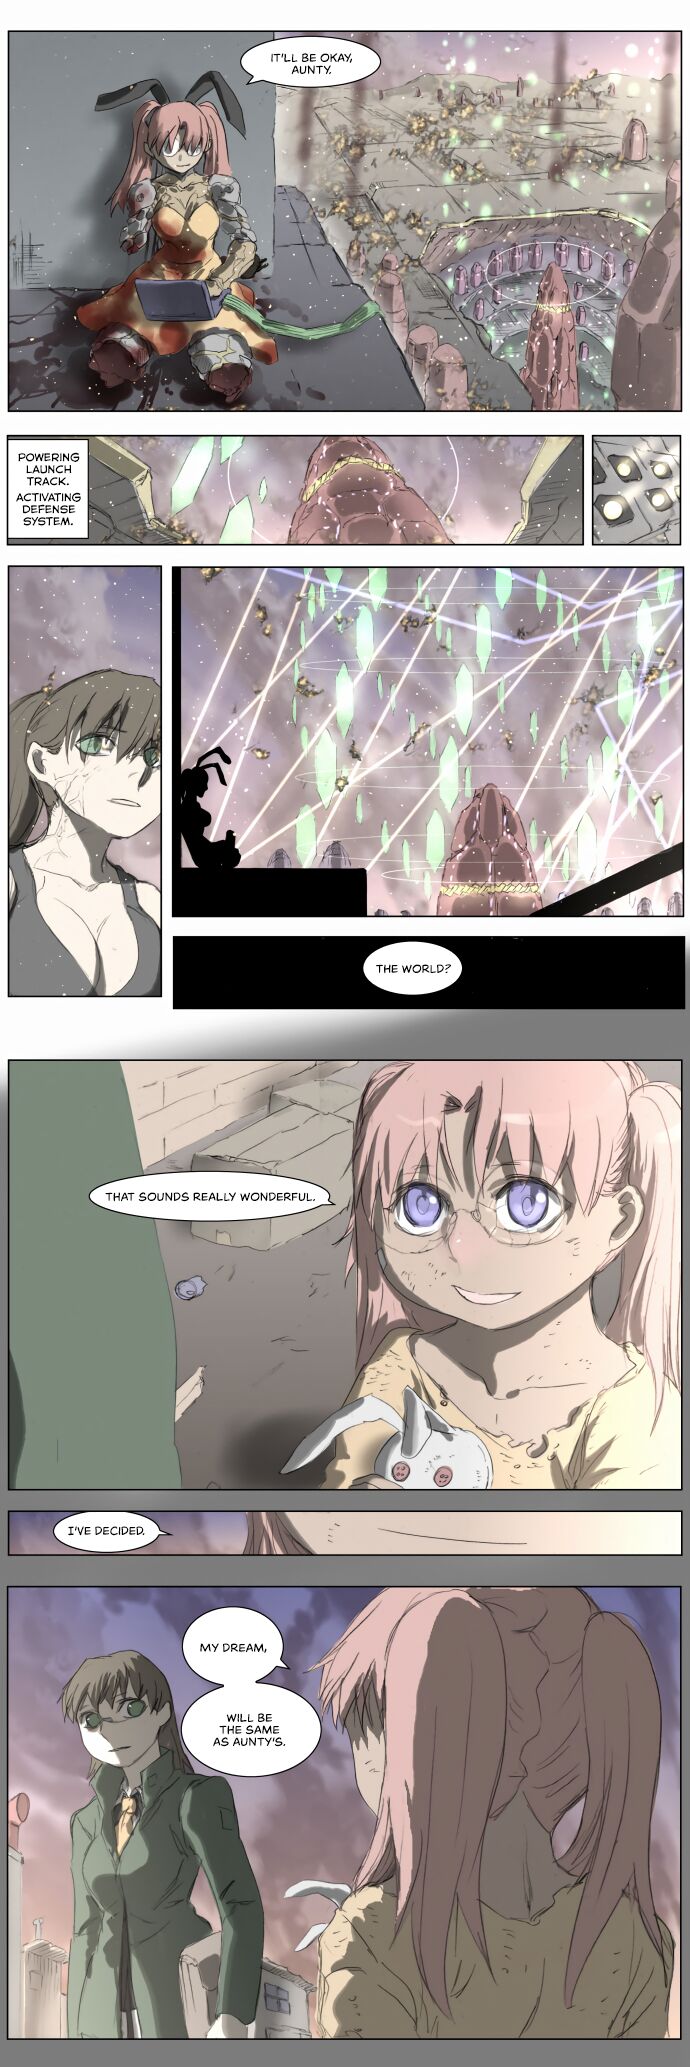 IT'LL BE OKAY,
AUNTY.
POWERING
LAUNCH
TRACK.
ACTIVATING
DEFENSE
SYSTEM.
THE WORLD?
THAT SOUNDS REALLY WONDERFUL.
I'VE DECIDED.
MY DREAM,
WILL BE
THE SAME
AS AUNTY'S.